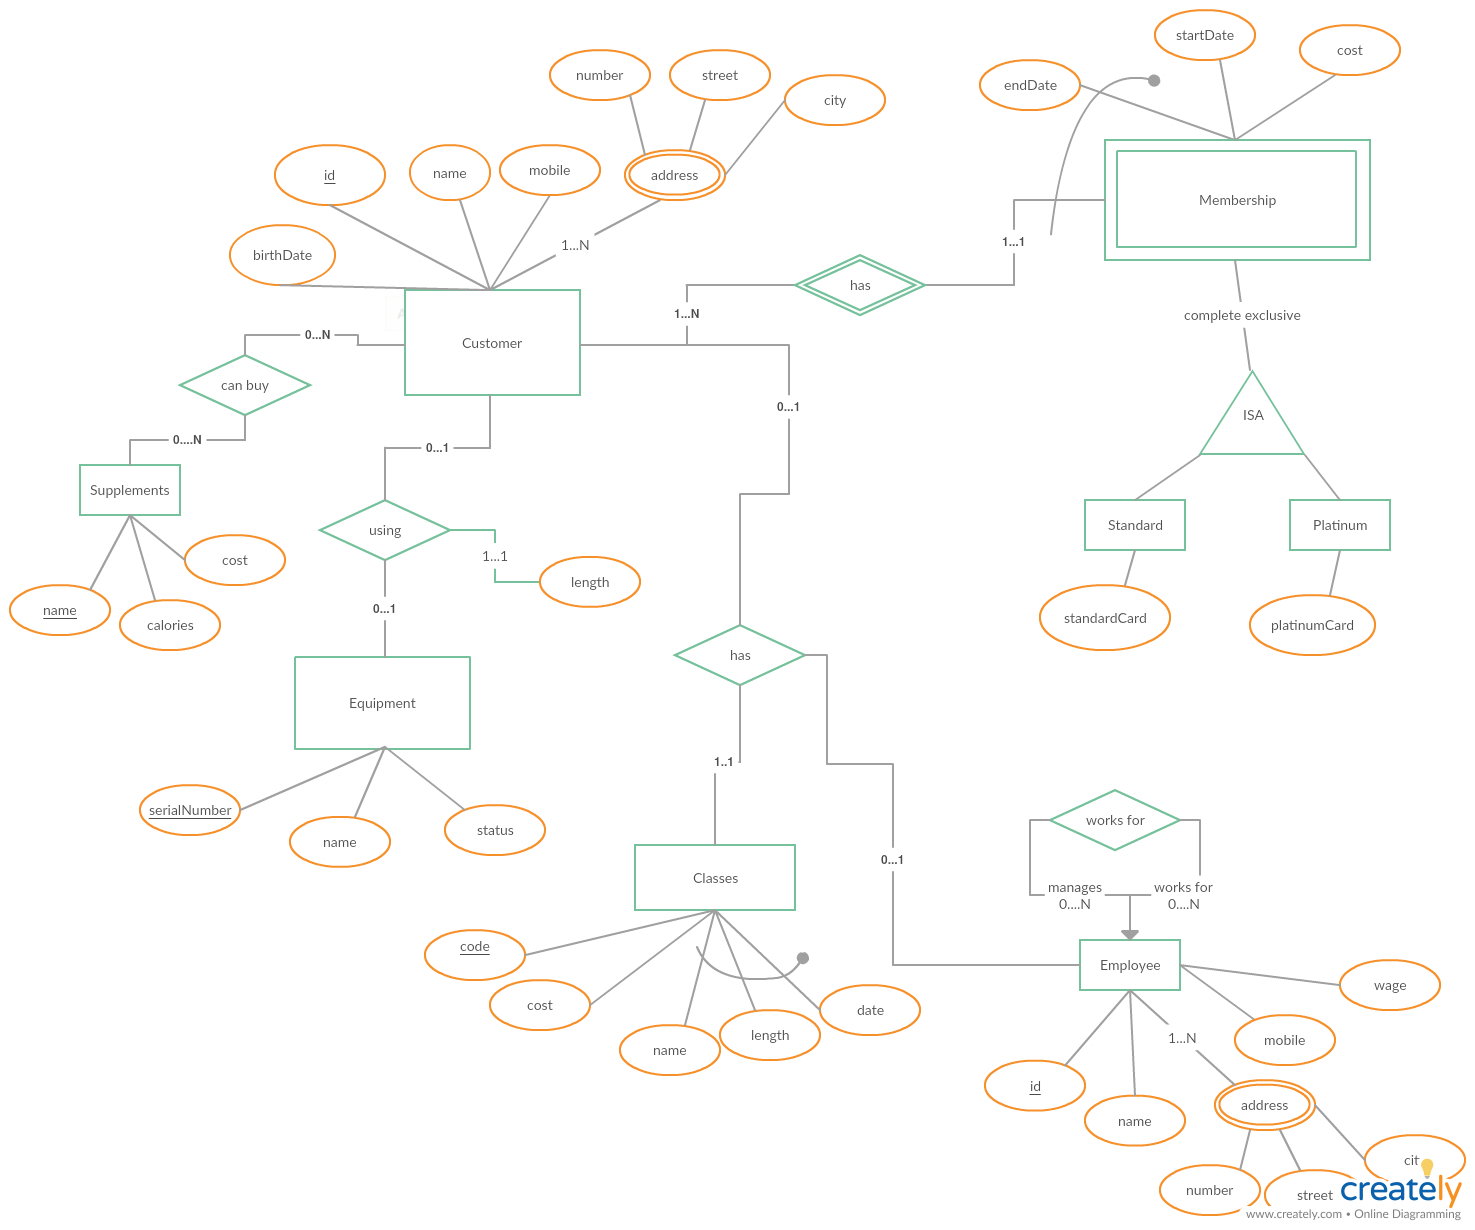 startDate
cost
endDate
number
street
city
id
name
mobile
address
Membership
1...N
1...1
birthDate
has
1...N
complete exclusive
0...N
Customer
can buy
0...1
ISA
0....N
0...1
Supplements
Standard
Platinum
using
1...1
cost
length
name
calories
0...1
standardCard
platinumCard
has
Equipment
1..1
serialNumber
name
status
works for
0...1
Classes
manages
0....N
works for
0....N
code
Employee
cost
date
wage
name
length
1...N
mobile
id
name
address
number
street
creately
www.creately.com • Online Diagramming